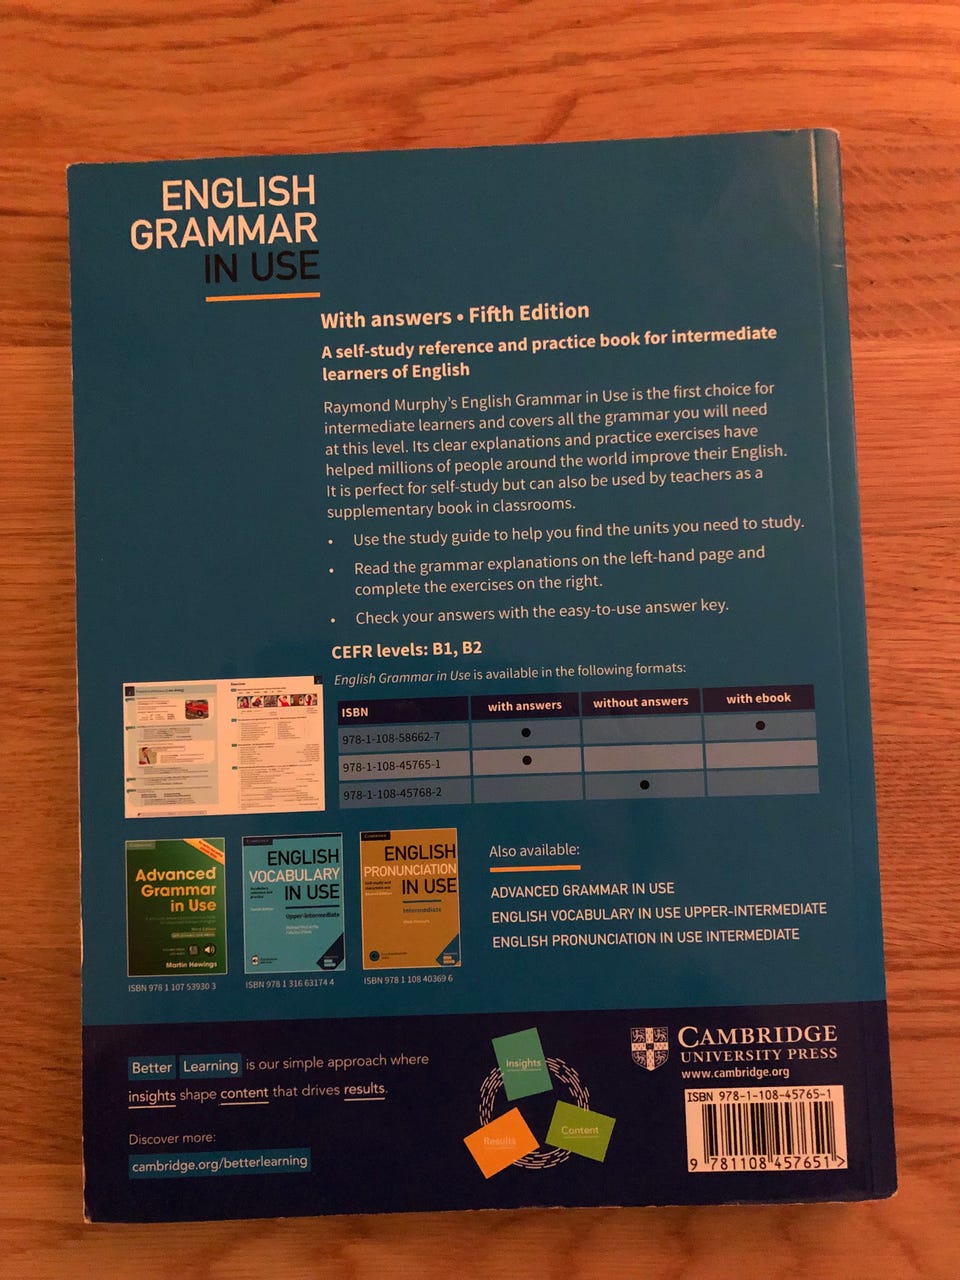 ENGLISH
GRAMMAR
IN USE
With answers • Fifth Edition
A self-study reference and practice book for intermediate
learners of English
Raymond Murphy's English Grammar in Use is the first choice for
intermediate learners and covers all the grammar you will need
at this level. Its clear explanations and practice exercises have
helped millions of people around the world improve their English.
It is perfect for self-study but can also be used by teachers as a
supplementary book in classrooms.
• Use the study guide to help you find the units you need to study.
• Read the grammar explanations on the left-hand page and
complete the exercises on the right.
• Check your answers with the easy-to-use answer key.
CEFR levels: B1, B2
English Grammar in Use is available in the following formats:
ISBN with answers without answers with ebook
978-1-108-58662-7 • •
978-1-108-45765-1 •
978-1-108-45768-2 •
Advanced
Grammar
in Use
Martin Hewings
ISBN 978 1 107 53930 3
ENGLISH
VOCABULARY
IN USE
Upper-intermediate
ISBN 978 1 316 63174 4
ENGLISH
PRONUNCIATION
IN USE
Intermediate
ISBN 978 1 108 40369 6
Also available:
ADVANCED GRAMMAR IN USE
ENGLISH VOCABULARY IN USE UPPER-INTERMEDIATE
ENGLISH PRONUNCIATION IN USE INTERMEDIATE
Better Learning is our simple approach where
insights shape content that drives results.
Discover more:
cambridge.org/betterlearning
Insights
Content
Results
CAMBRIDGE
UNIVERSITY PRESS
www.cambridge.org
ISBN 978-1-108-45765-1
9 781108 457651 >